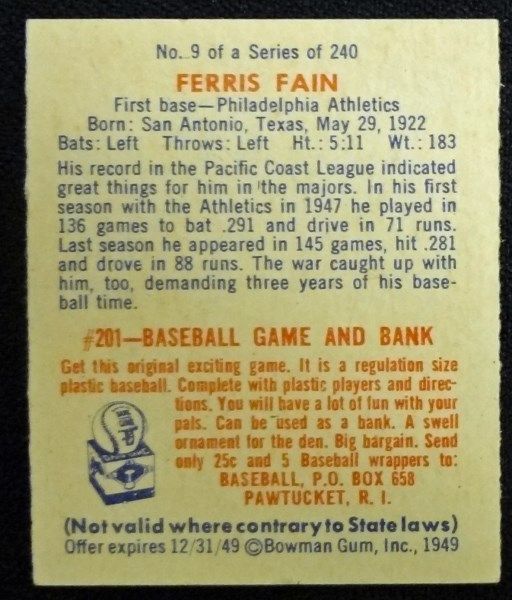 No. 9 of a Series of 240
FERRIS FAIN
First base—Philadelphia Athletics
Born: San Antonio, Texas, May 29, 1922
Bats: Left Throws: Left Ht.: 5:11 Wt.: 183
His record in the Pacific Coast League indicated
great things for him in the majors. In his first
season with the Athletics in 1947 he played in
136 games to bat .291 and drive in 71 runs.
Last season he appeared in 145 games, hit .281
and drove in 88 runs. The war caught up with
him, too, demanding three years of his base-
ball time.
#201—BASEBALL GAME AND BANK
Get this original exciting game. It is a regulation size
plastic baseball. Complete with plastic players and direc-
tions. You will have a lot of fun with your
pals. Can be used as a bank. A swell
ornament for the den. Big bargain. Send
only 25c and 5 Baseball wrappers to:
BASEBALL, P.O. BOX 658
PAWTUCKET, R. I.
(Not valid where contrary to State laws)
Offer expires 12/31/49 ©Bowman Gum, Inc., 1949